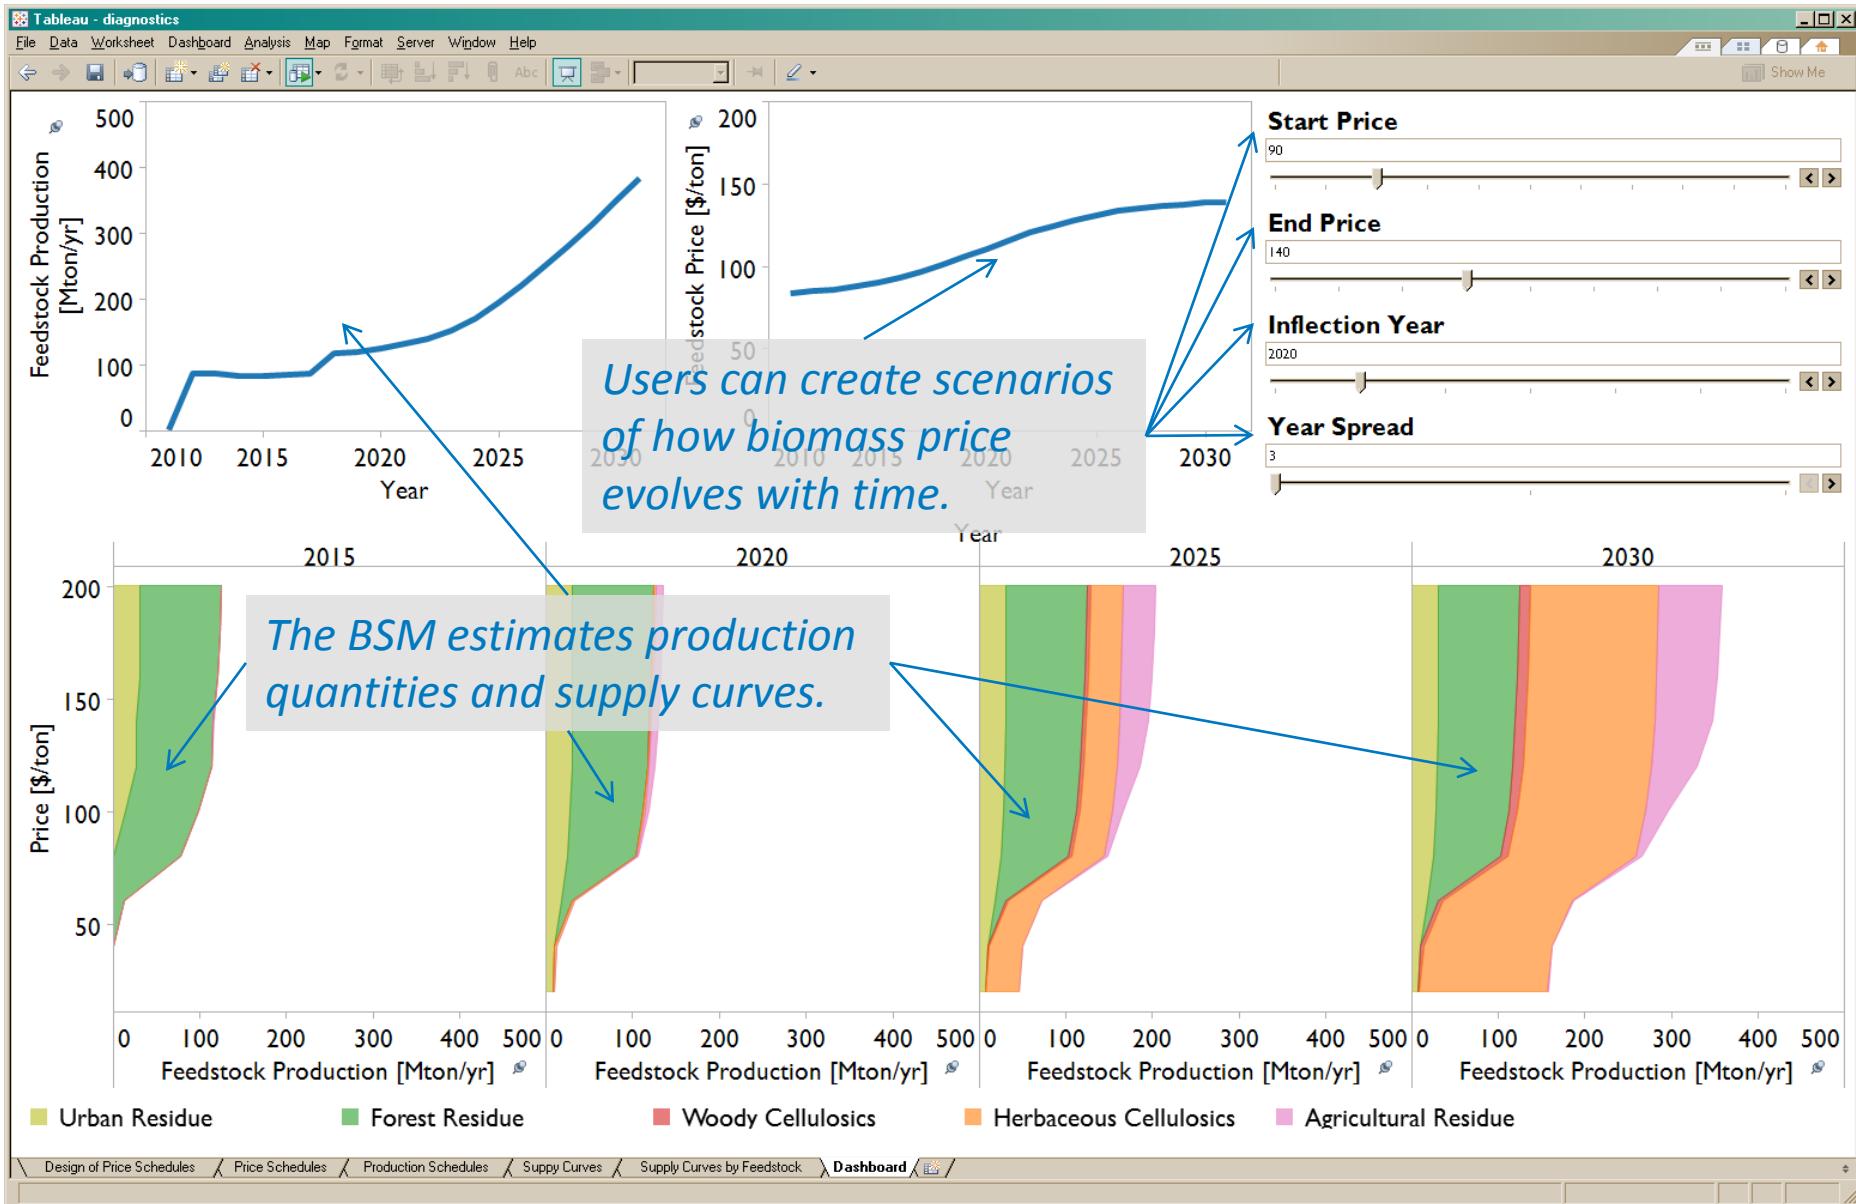 Tableau - diagnostics
File Data Worksheet Dashboard Analysis Map Format Server Window Help
Abc
Show Me
Feedstock Production
[Mton/yr]
500
400
300
200
100
0
2010 2015 2020 2025 2030
Year
Feedstock Price [$/ton]
200
150
100
50
0
2010 2015 2020 2025 2030
Year
Start Price
90
End Price
140
Inflection Year
2020
Year Spread
3
Users can create scenarios
of how biomass price
evolves with time.
Year
2015 2020 2025 2030
Price [$/ton]
200
150
100
50
The BSM estimates production
quantities and supply curves.
0 100 200 300 400 500 0 100 200 300 400 500 0 100 200 300 400 500 0 100 200 300 400 500
Feedstock Production [Mton/yr] Feedstock Production [Mton/yr] Feedstock Production [Mton/yr] Feedstock Production [Mton/yr]
Urban Residue Forest Residue Woody Cellulosics Herbaceous Cellulosics Agricultural Residue
Design of Price Schedules Price Schedules Production Schedules Suppy Curves Supply Curves by Feedstock Dashboard